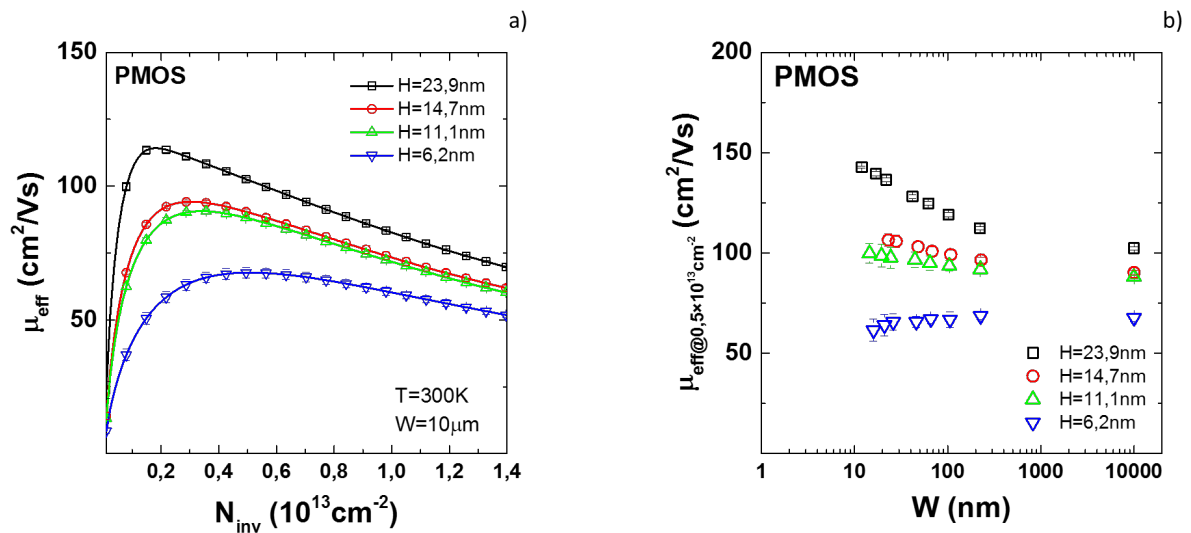 a)
150
100
50
PMOS
H=23,9nm
H=14,7nm
H=11,1nm
H=6,2nm
T=300K
W=10μm
μeff (cm²/Vs)
0,2 0,4 0,6 0,8 1,0 1,2 1,4
Ninv (10¹³cm⁻²)
b)
200
150
100
50
PMOS
H=23,9nm
H=14,7nm
H=11,1nm
H=6,2nm
μeff@0,5×10¹³cm⁻² (cm²/Vs)
1 10 100 1000 10000
W (nm)